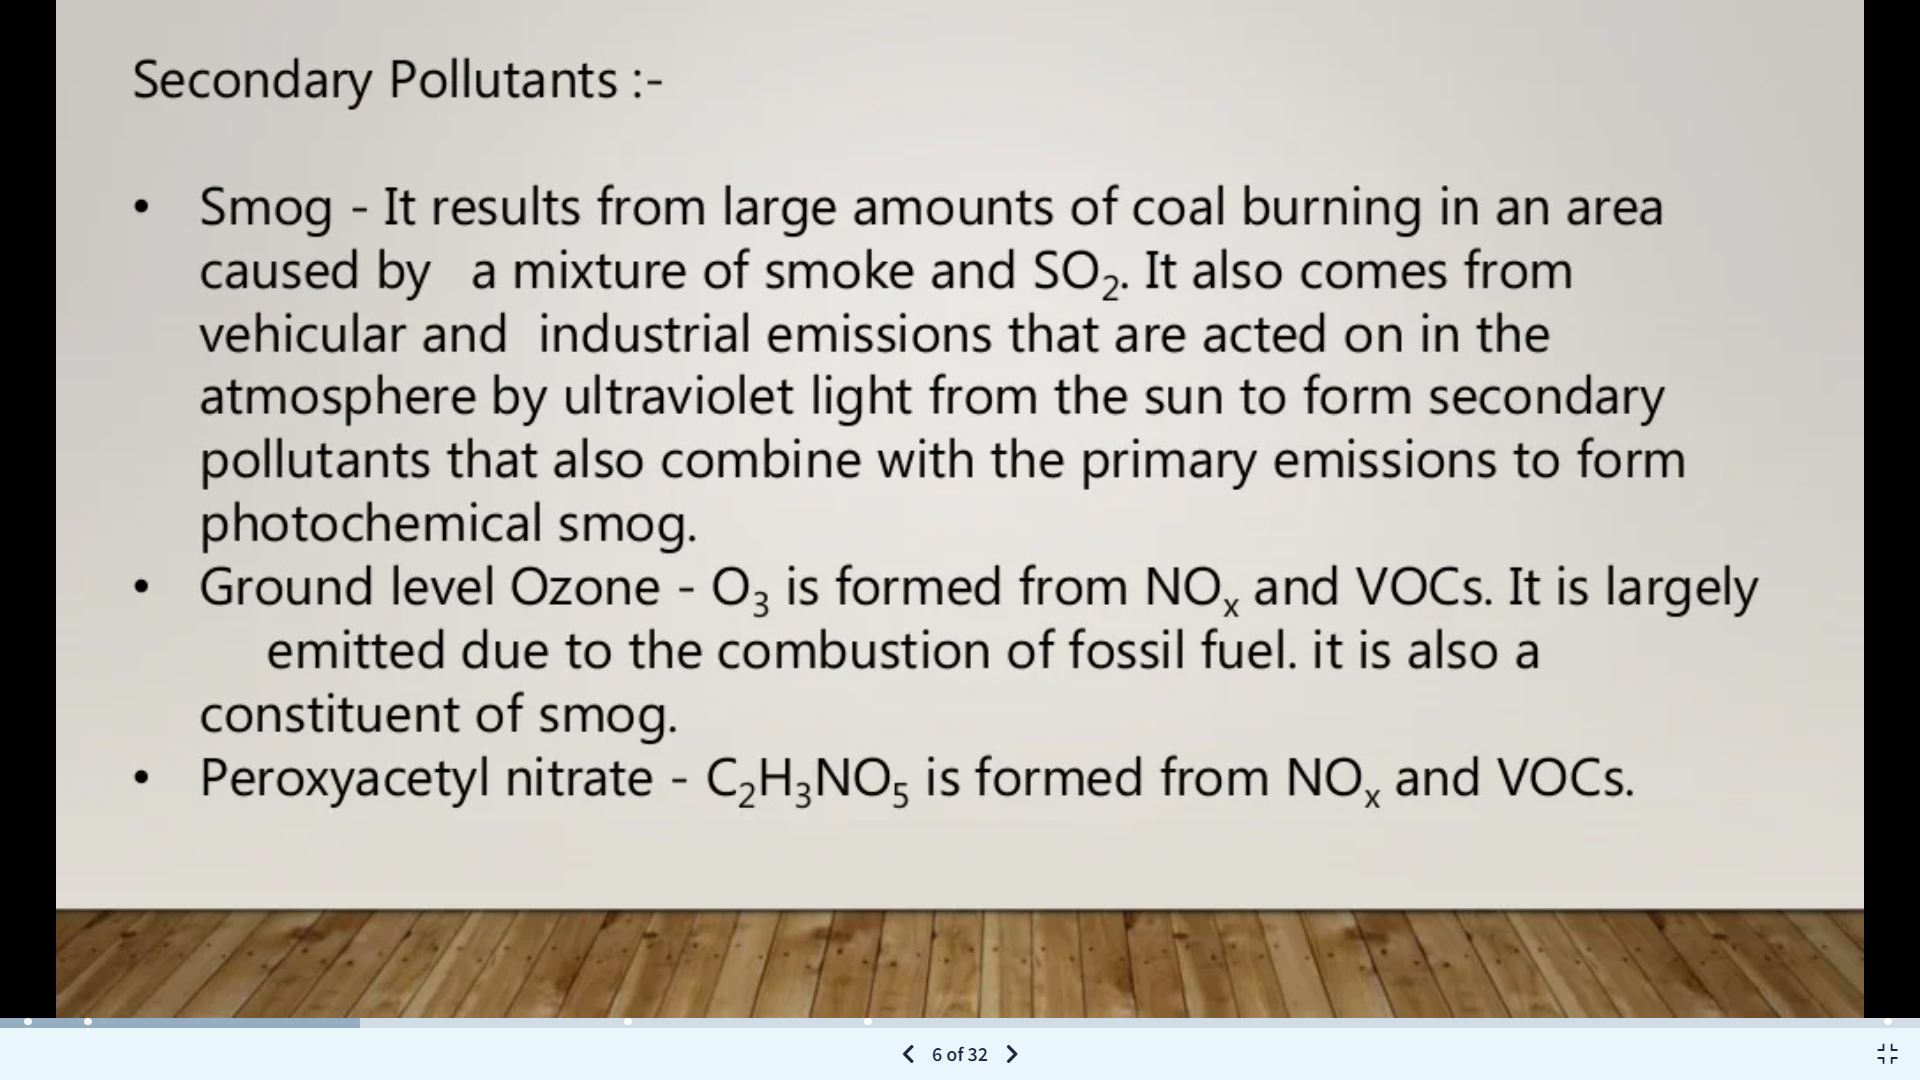 Secondary Pollutants :-
• Smog - It results from large amounts of coal burning in an area
caused by a mixture of smoke and SO₂. It also comes from
vehicular and industrial emissions that are acted on in the
atmosphere by ultraviolet light from the sun to form secondary
pollutants that also combine with the primary emissions to form
photochemical smog.
• Ground level Ozone - O₃ is formed from NOₓ and VOCs. It is largely
emitted due to the combustion of fossil fuel. it is also a
constituent of smog.
• Peroxyacetyl nitrate - C₂H₃NO₅ is formed from NOₓ and VOCs.
6 of 32